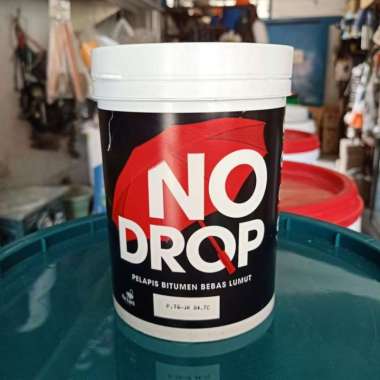 NO
DROP
PELAPIS BITUMEN BEBAS LUMUT